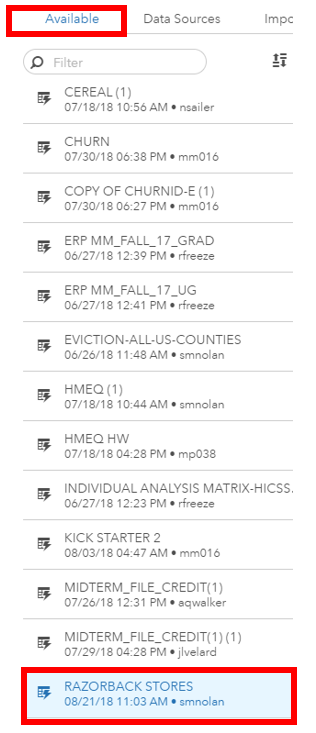 Available Data Sources Impo
Filter
CEREAL (1)
07/18/18 10:56 AM • nsailer
CHURN
07/30/18 06:38 PM • mm016
COPY OF CHURNID-E (1)
07/30/18 06:27 PM • mm016
ERP MM_FALL_17_GRAD
06/27/18 12:39 PM • rfreeze
ERP MM_FALL_17_UG
06/27/18 12:41 PM • rfreeze
EVICTION-ALL-US-COUNTIES
06/26/18 11:48 AM • smnolan
HMEQ (1)
07/18/18 10:44 AM • smnolan
HMEQ HW
07/18/18 04:28 PM • mp038
INDIVIDUAL ANALYSIS MATRIX-HICSS...
06/27/18 12:23 PM • rfreeze
KICK STARTER 2
08/03/18 04:47 AM • mm016
MIDTERM_FILE_CREDIT(1)
07/26/18 12:31 PM • aqwalker
MIDTERM_FILE_CREDIT(1) (1)
07/29/18 04:28 PM • jlvelard
RAZORBACK STORES
08/21/18 11:03 AM • smnolan